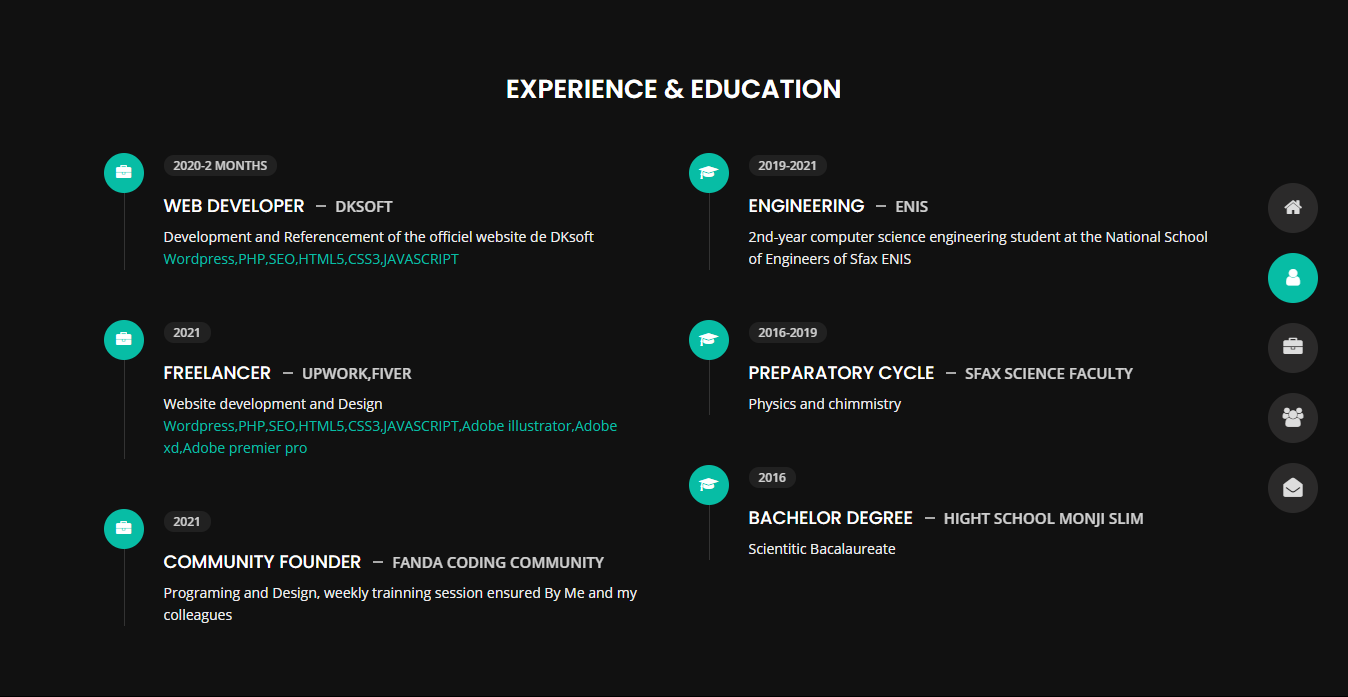 EXPERIENCE & EDUCATION
2020-2 MONTHS
WEB DEVELOPER — DKSOFT
Development and Referencement of the officiel website de DKsoft
Wordpress,PHP,SEO,HTML5,CSS3,JAVASCRIPT
2021
FREELANCER — UPWORK,FIVER
Website development and Design
Wordpress,PHP,SEO,HTML5,CSS3,JAVASCRIPT,Adobe illustrator,Adobe
xd,Adobe premier pro
2021
COMMUNITY FOUNDER — FANDA CODING COMMUNITY
Programing and Design, weekly trainning session ensured By Me and my
colleagues
2019-2021
ENGINEERING — ENIS
2nd-year computer science engineering student at the National School
of Engineers of Sfax ENIS
2016-2019
PREPARATORY CYCLE — SFAX SCIENCE FACULTY
Physics and chimmistry
2016
BACHELOR DEGREE — HIGHT SCHOOL MONJI SLIM
Scientitic Bacalaureate